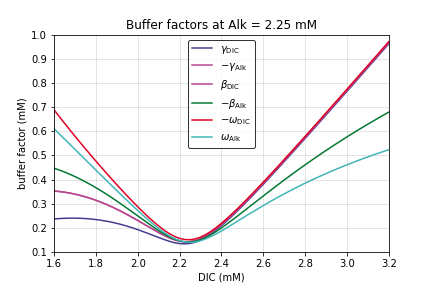 Buffer factors at Alk = 2.25 mM
buffer factor (mM)
1.0
0.9
0.8
0.7
0.6
0.5
0.4
0.3
0.2
0.1
γDIC
−γAlk
βDIC
−βAlk
−ωDIC
ωAlk
1.6 1.8 2.0 2.2 2.4 2.6 2.8 3.0 3.2
DIC (mM)